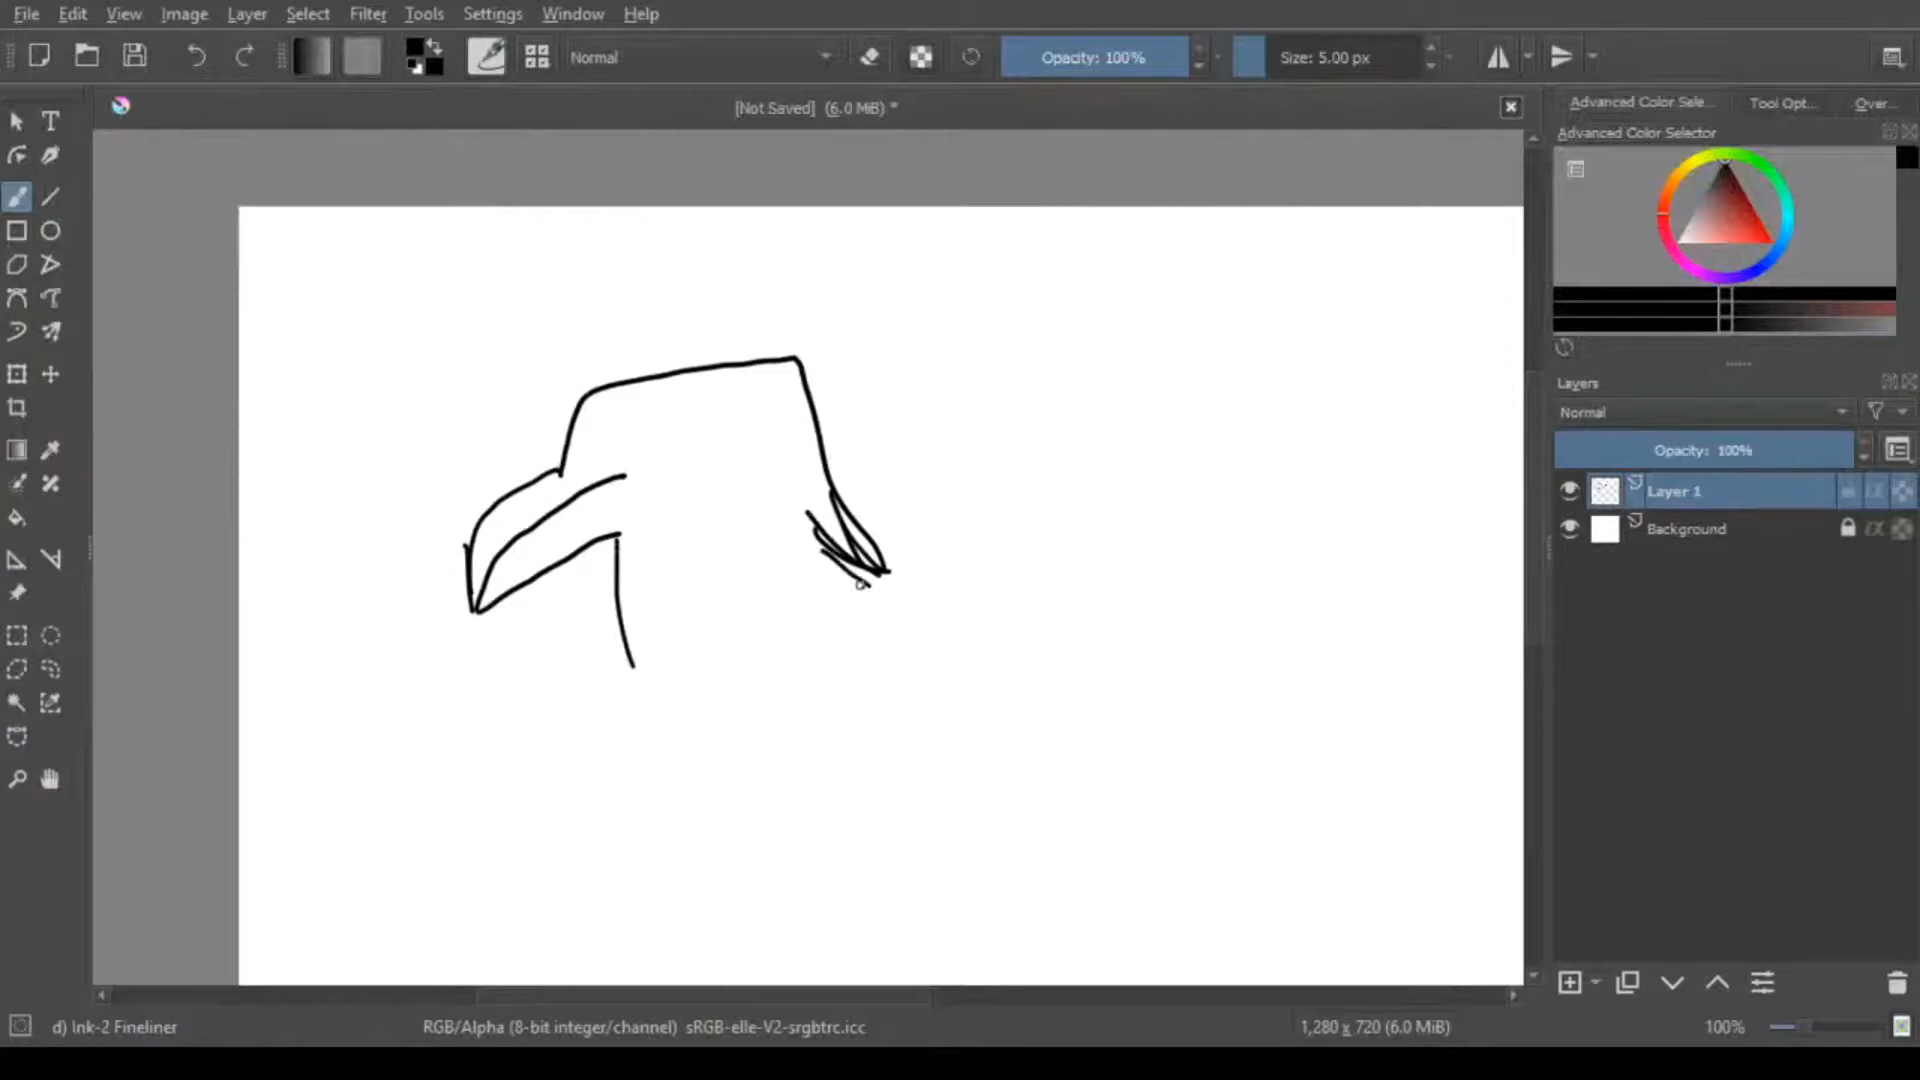 File Edit View Image Layer Select Filter Tools Settings Window Help
Normal Opacity: 100% Size: 5.00 px
[Not Saved] (6.0 MiB) *
Advanced Color Sele... Tool Opt... Over...
Advanced Color Selector
Layers
Normal
Opacity: 100%
Layer 1
Background
d) Ink-2 Fineliner RGB/Alpha (8-bit integer/channel) sRGB-elle-V2-srgbtrc.icc 1,280 x 720 (6.0 MiB) 100%